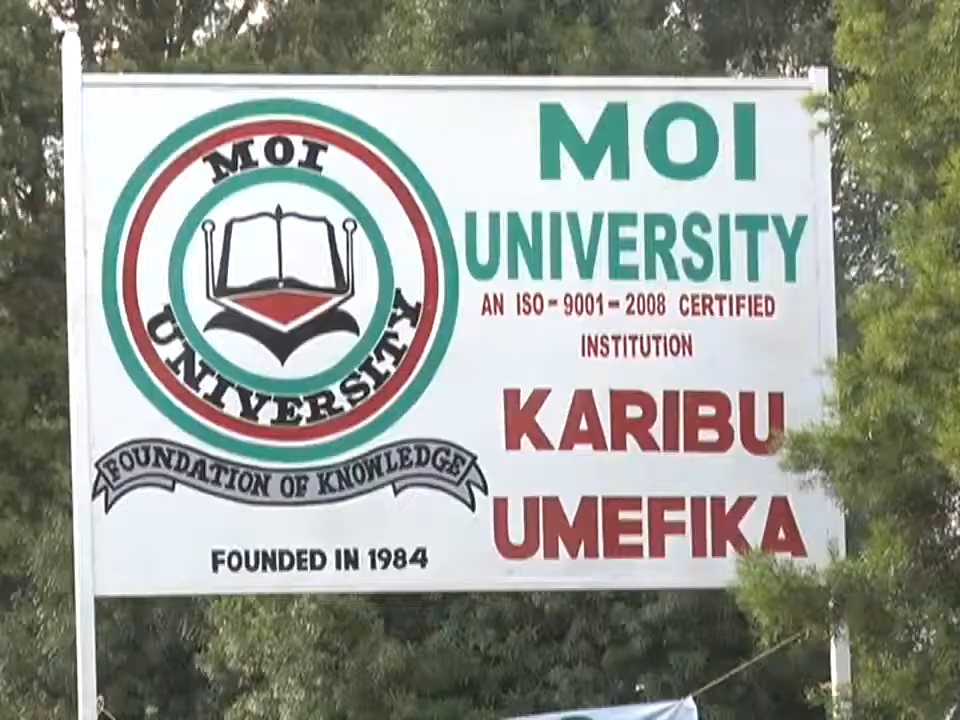 MOI
UNIVERSITY
FOUNDATION OF KNOWLEDGE
FOUNDED IN 1984
MOI
UNIVERSITY
AN ISO-9001-2008 CERTIFIED
INSTITUTION
KARIBU
UMEFIKA